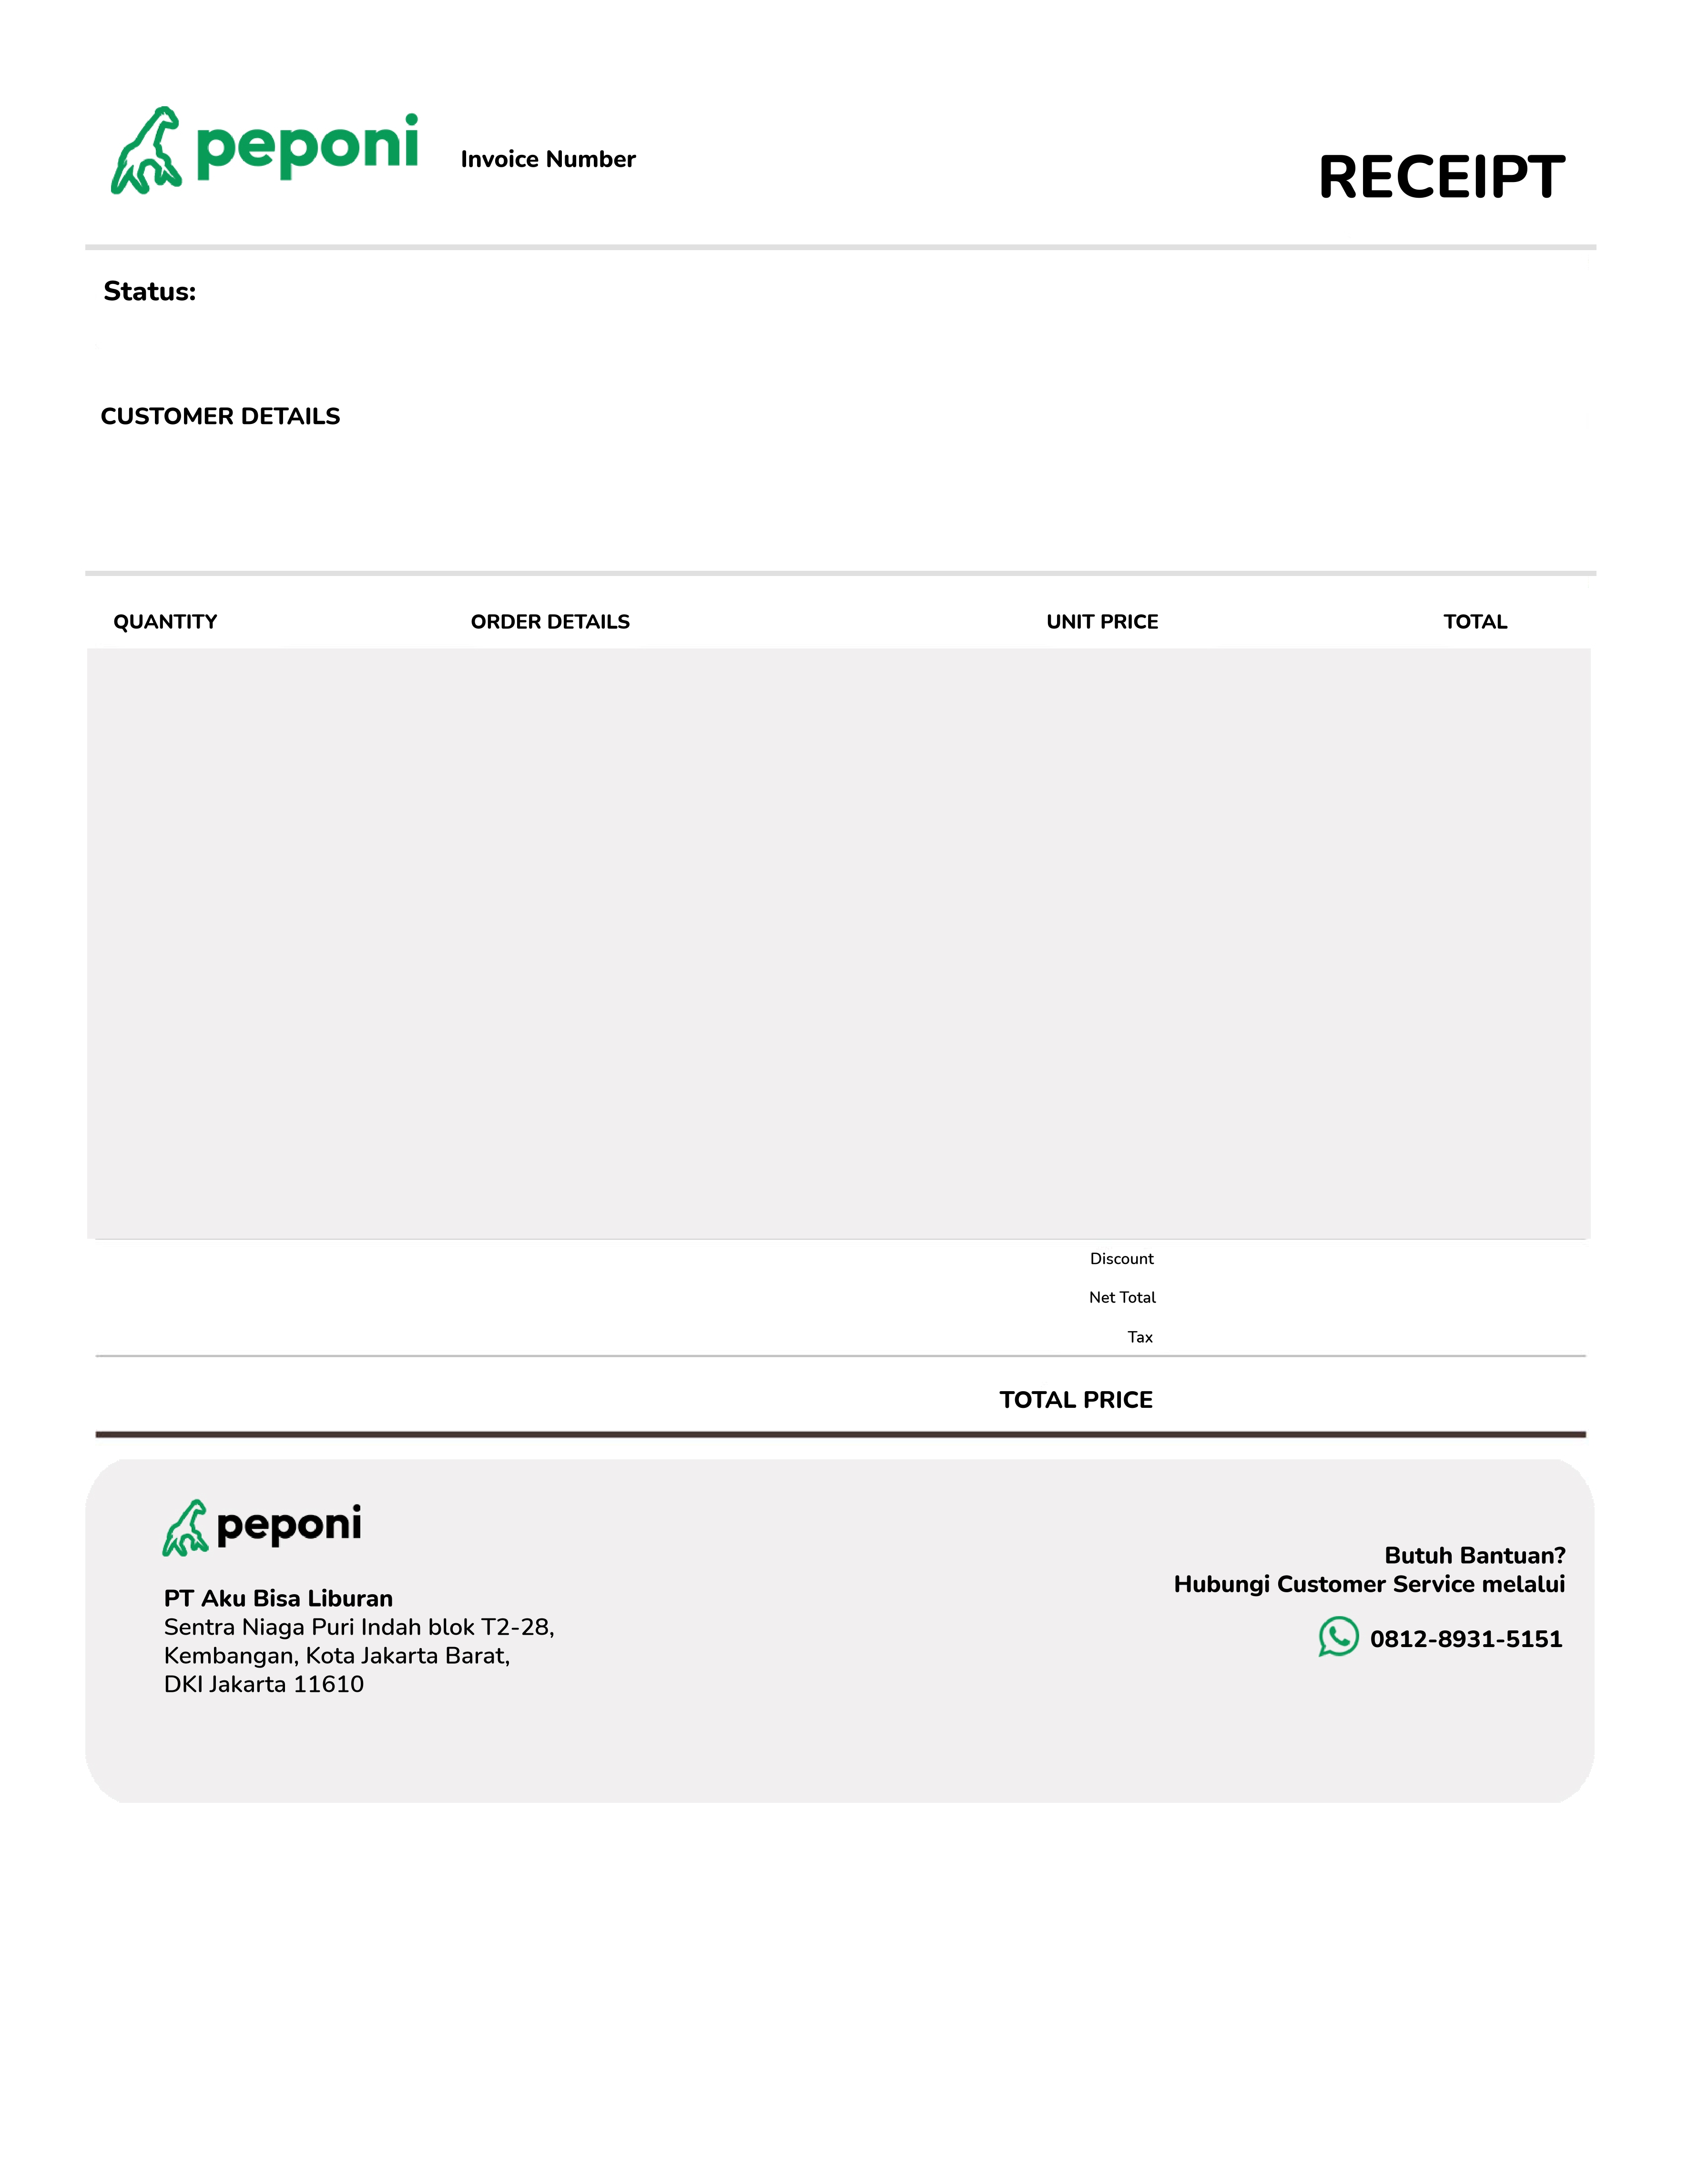 peponi
Invoice Number
RECEIPT
Status:
CUSTOMER DETAILS
QUANTITY ORDER DETAILS UNIT PRICE TOTAL
Discount
Net Total
Tax
TOTAL PRICE
peponi
PT Aku Bisa Liburan
Sentra Niaga Puri Indah blok T2-28,
Kembangan, Kota Jakarta Barat,
DKI Jakarta 11610
Butuh Bantuan?
Hubungi Customer Service melalui
0812-8931-5151